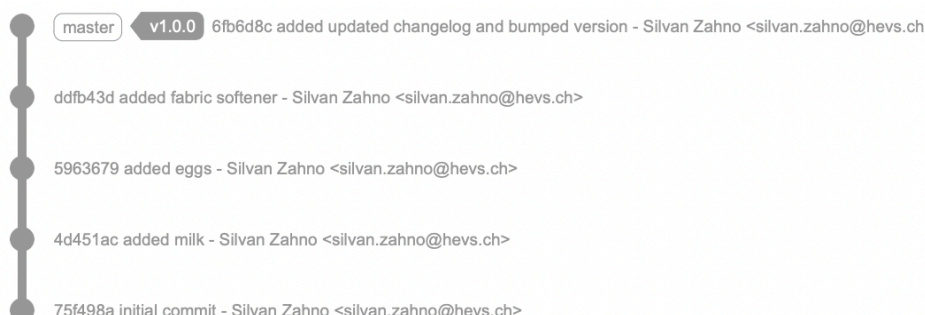 master v1.0.0 6fb6d8c added updated changelog and bumped version - Silvan Zahno <silvan.zahno@hevs.ch
ddfb43d added fabric softener - Silvan Zahno <silvan.zahno@hevs.ch>
5963679 added eggs - Silvan Zahno <silvan.zahno@hevs.ch>
4d451ac added milk - Silvan Zahno <silvan.zahno@hevs.ch>
75f498a initial commit - Silvan Zahno <silvan.zahno@hevs.ch>